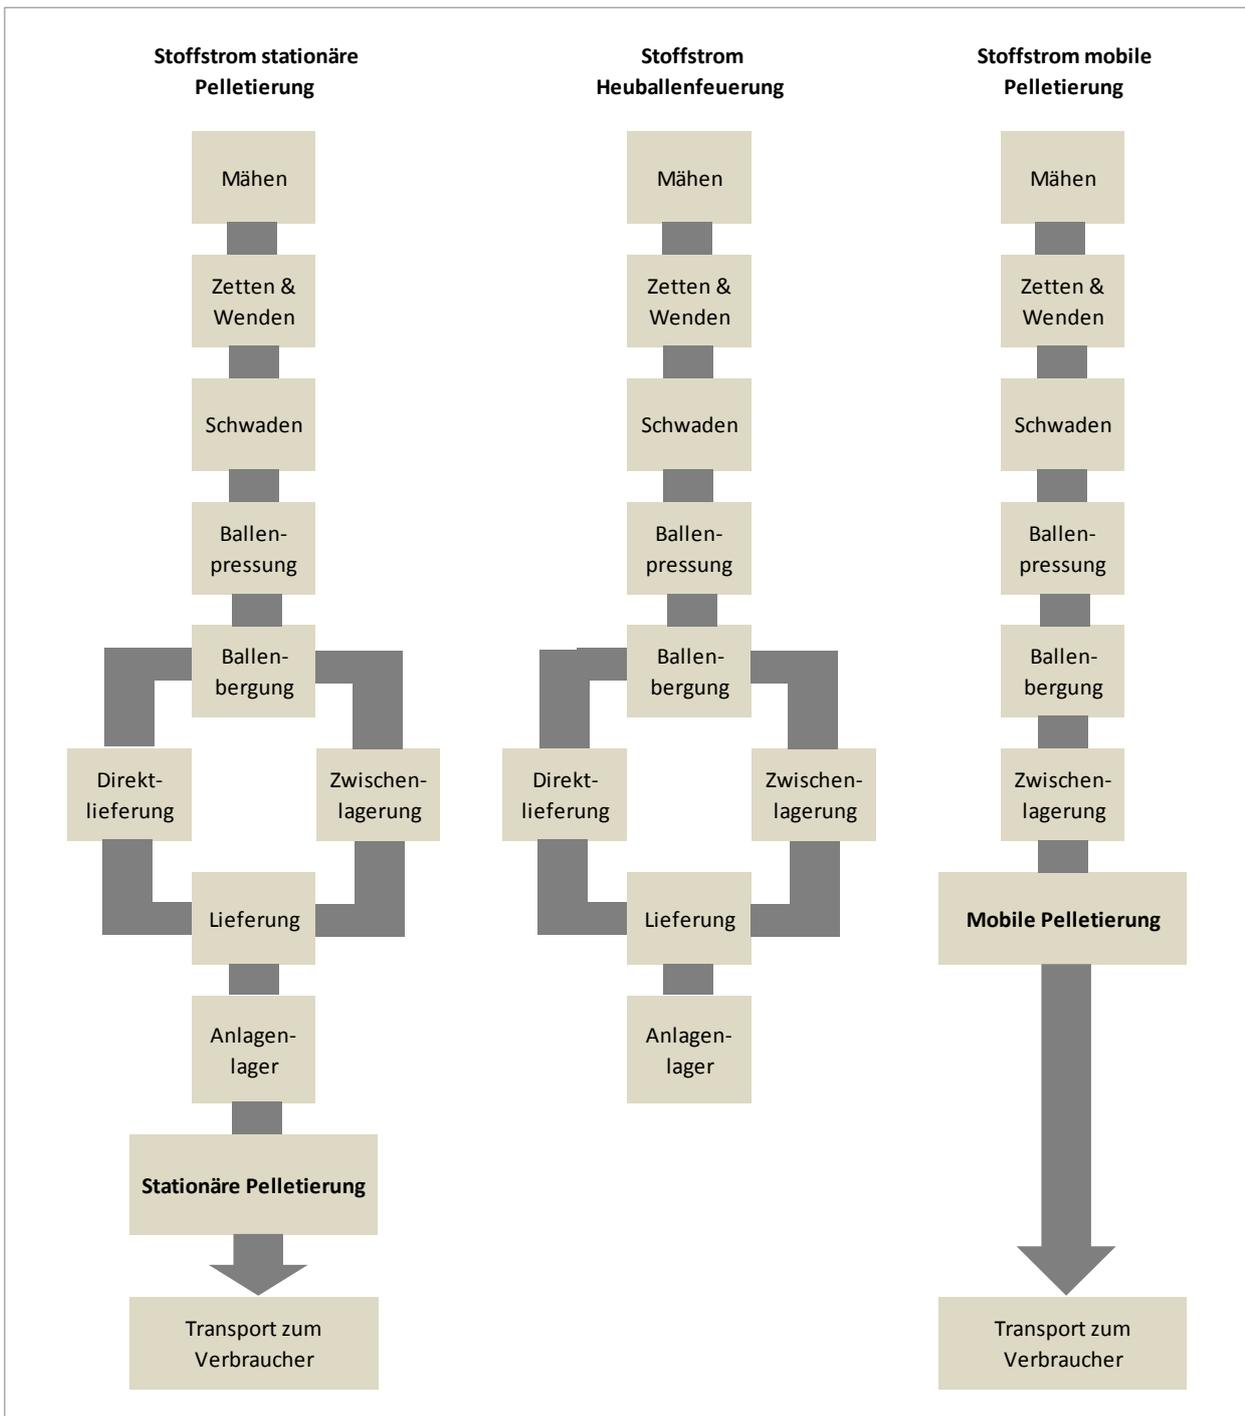 Stoffstrom stationäre
Pelletierung
Mähen
Zetten &
Wenden
Schwaden
Ballen-
pressung
Ballen-
bergung
Direkt-
lieferung
Zwischen-
lagerung
Lieferung
Anlagen-
lager
Stationäre Pelletierung
Transport zum
Verbraucher
Stoffstrom
Heuballenfeuerung
Mähen
Zetten &
Wenden
Schwaden
Ballen-
pressung
Ballen-
bergung
Direkt-
lieferung
Zwischen-
lagerung
Lieferung
Anlagen-
lager
Stoffstrom mobile
Pelletierung
Mähen
Zetten &
Wenden
Schwaden
Ballen-
pressung
Ballen-
bergung
Zwischen-
lagerung
Mobile Pelletierung
Transport zum
Verbraucher